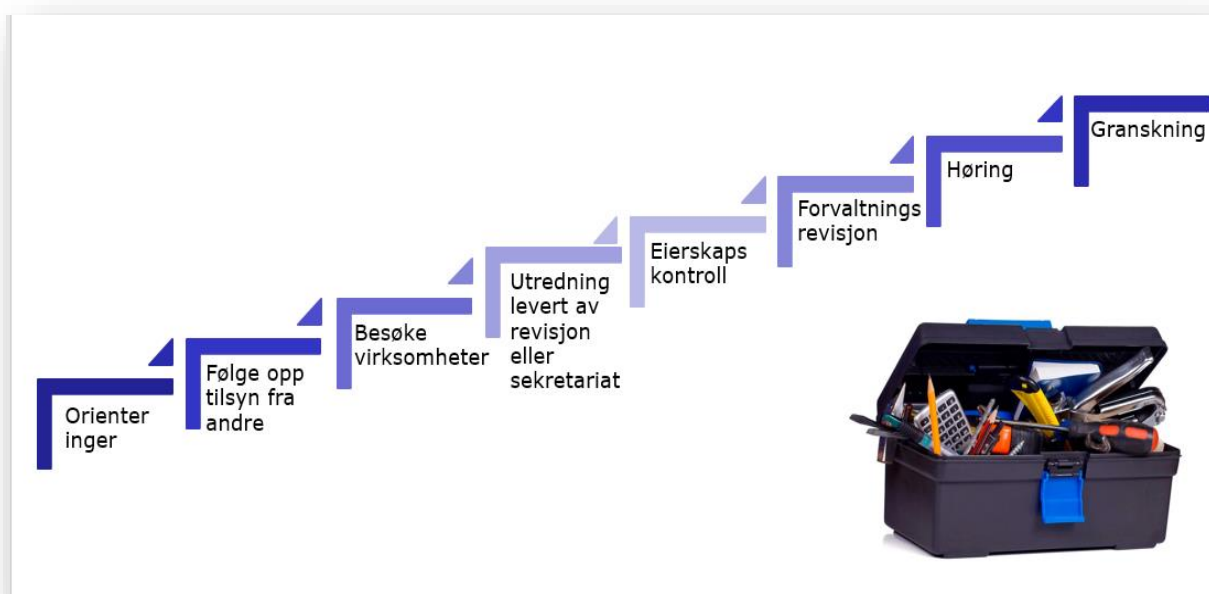 Orienter
inger
Følge opp
tilsyn fra
andre
Besøke
virksomheter
Utredning
levert av
revisjon
eller
sekretariat
Eierskaps
kontroll
Forvaltnings
revisjon
Høring
Granskning